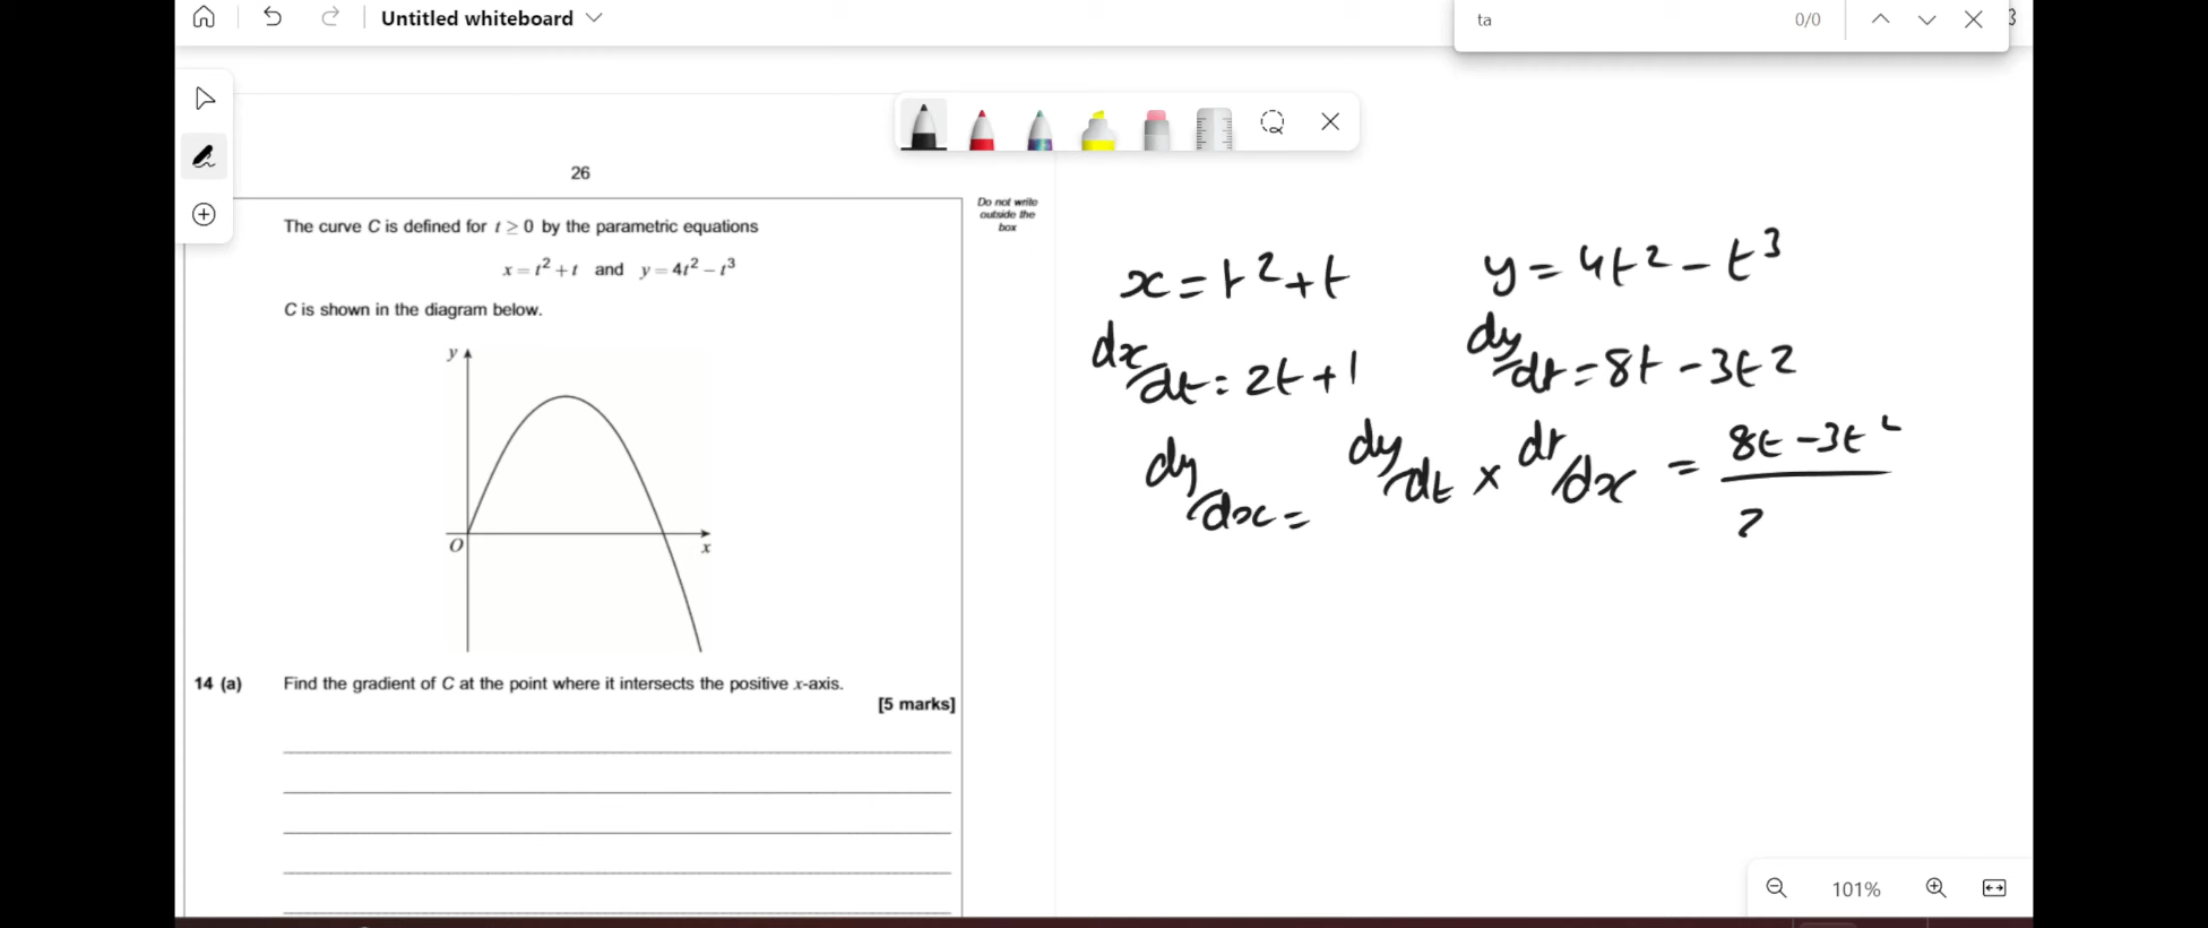 Untitled whiteboard
ta
0/0
3
26
Do not write
outside the
box
The curve C is defined for t ≥ 0 by the parametric equations
x = t² + t and y = 4t² – t³
C is shown in the diagram below.
y
O
x
14 (a) Find the gradient of C at the point where it intersects the positive x-axis.
[5 marks]
x = t² + t
y = 4t² – t³
dx/dt = 2t + 1
dy/dt = 8t – 3t²
dy/dx = dy/dt × dt/dx = 8t – 3t²
2
101%